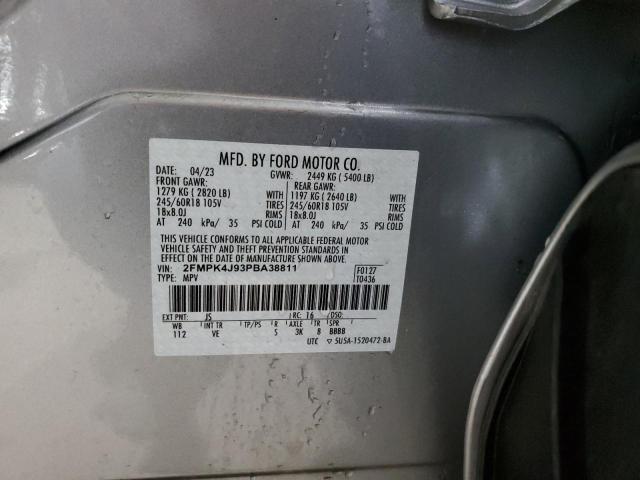 MFD. BY FORD MOTOR CO.
DATE: 04/23 GVWR: 2449 KG ( 5400 LB)
FRONT GAWR: REAR GAWR:
1279 KG ( 2820 LB) WITH 1197 KG ( 2640 LB) WITH
245/60R18 105V TIRES 245/60R18 105V TIRES
18x8.0J RIMS 18x8.0J RIMS
AT 240 kPa/ 35 PSI COLD AT 240 kPa/ 35 PSI COLD
THIS VEHICLE CONFORMS TO ALL APPLICABLE FEDERAL MOTOR
VEHICLE SAFETY AND THEFT PREVENTION STANDARDS IN
EFFECT ON THE DATE OF MANUFACTURE SHOWN ABOVE.
VIN: 2FMPK4J93PBA38811 F0127
TYPE: MPV T0436
EXT PNT: JS RC: 16 DSO:
WB INT TR TP/PS R AXLE TR SPR
112 VE S 3K 8 BBBB
UTC ▽ 5U5A-1520472-BA